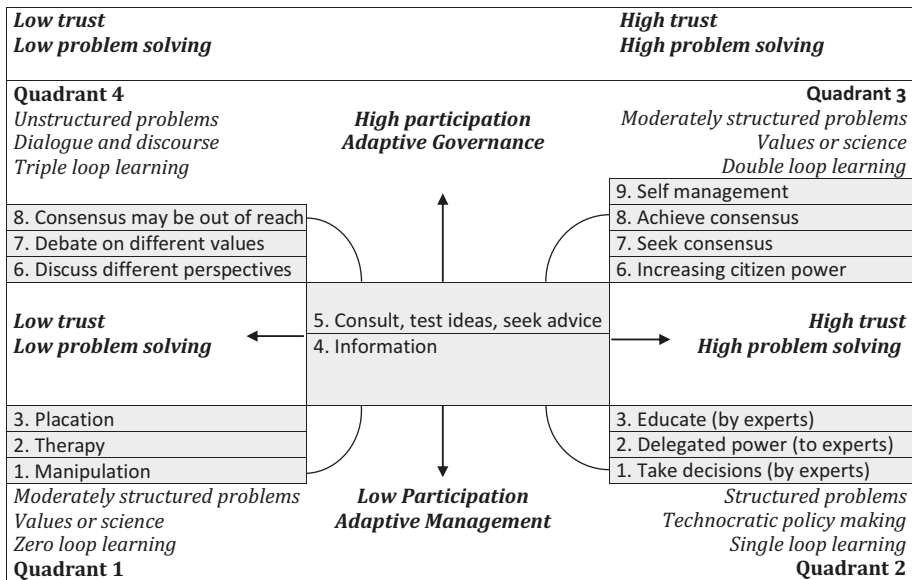 Low trust
Low problem solving
High trust
High problem solving
Quadrant 4
Unstructured problems
Dialogue and discourse
Triple loop learning
High participation
Adaptive Governance
Quadrant 3
Moderately structured problems
Values or science
Double loop learning
8. Consensus may be out of reach
7. Debate on different values
6. Discuss different perspectives
9. Self management
8. Achieve consensus
7. Seek consensus
6. Increasing citizen power
Low trust
Low problem solving
5. Consult, test ideas, seek advice
4. Information
High trust
High problem solving
3. Placation
2. Therapy
1. Manipulation
Moderately structured problems
Values or science
Zero loop learning
Quadrant 1
Low Participation
Adaptive Management
3. Educate (by experts)
2. Delegated power (to experts)
1. Take decisions (by experts)
Structured problems
Technocratic policy making
Single loop learning
Quadrant 2